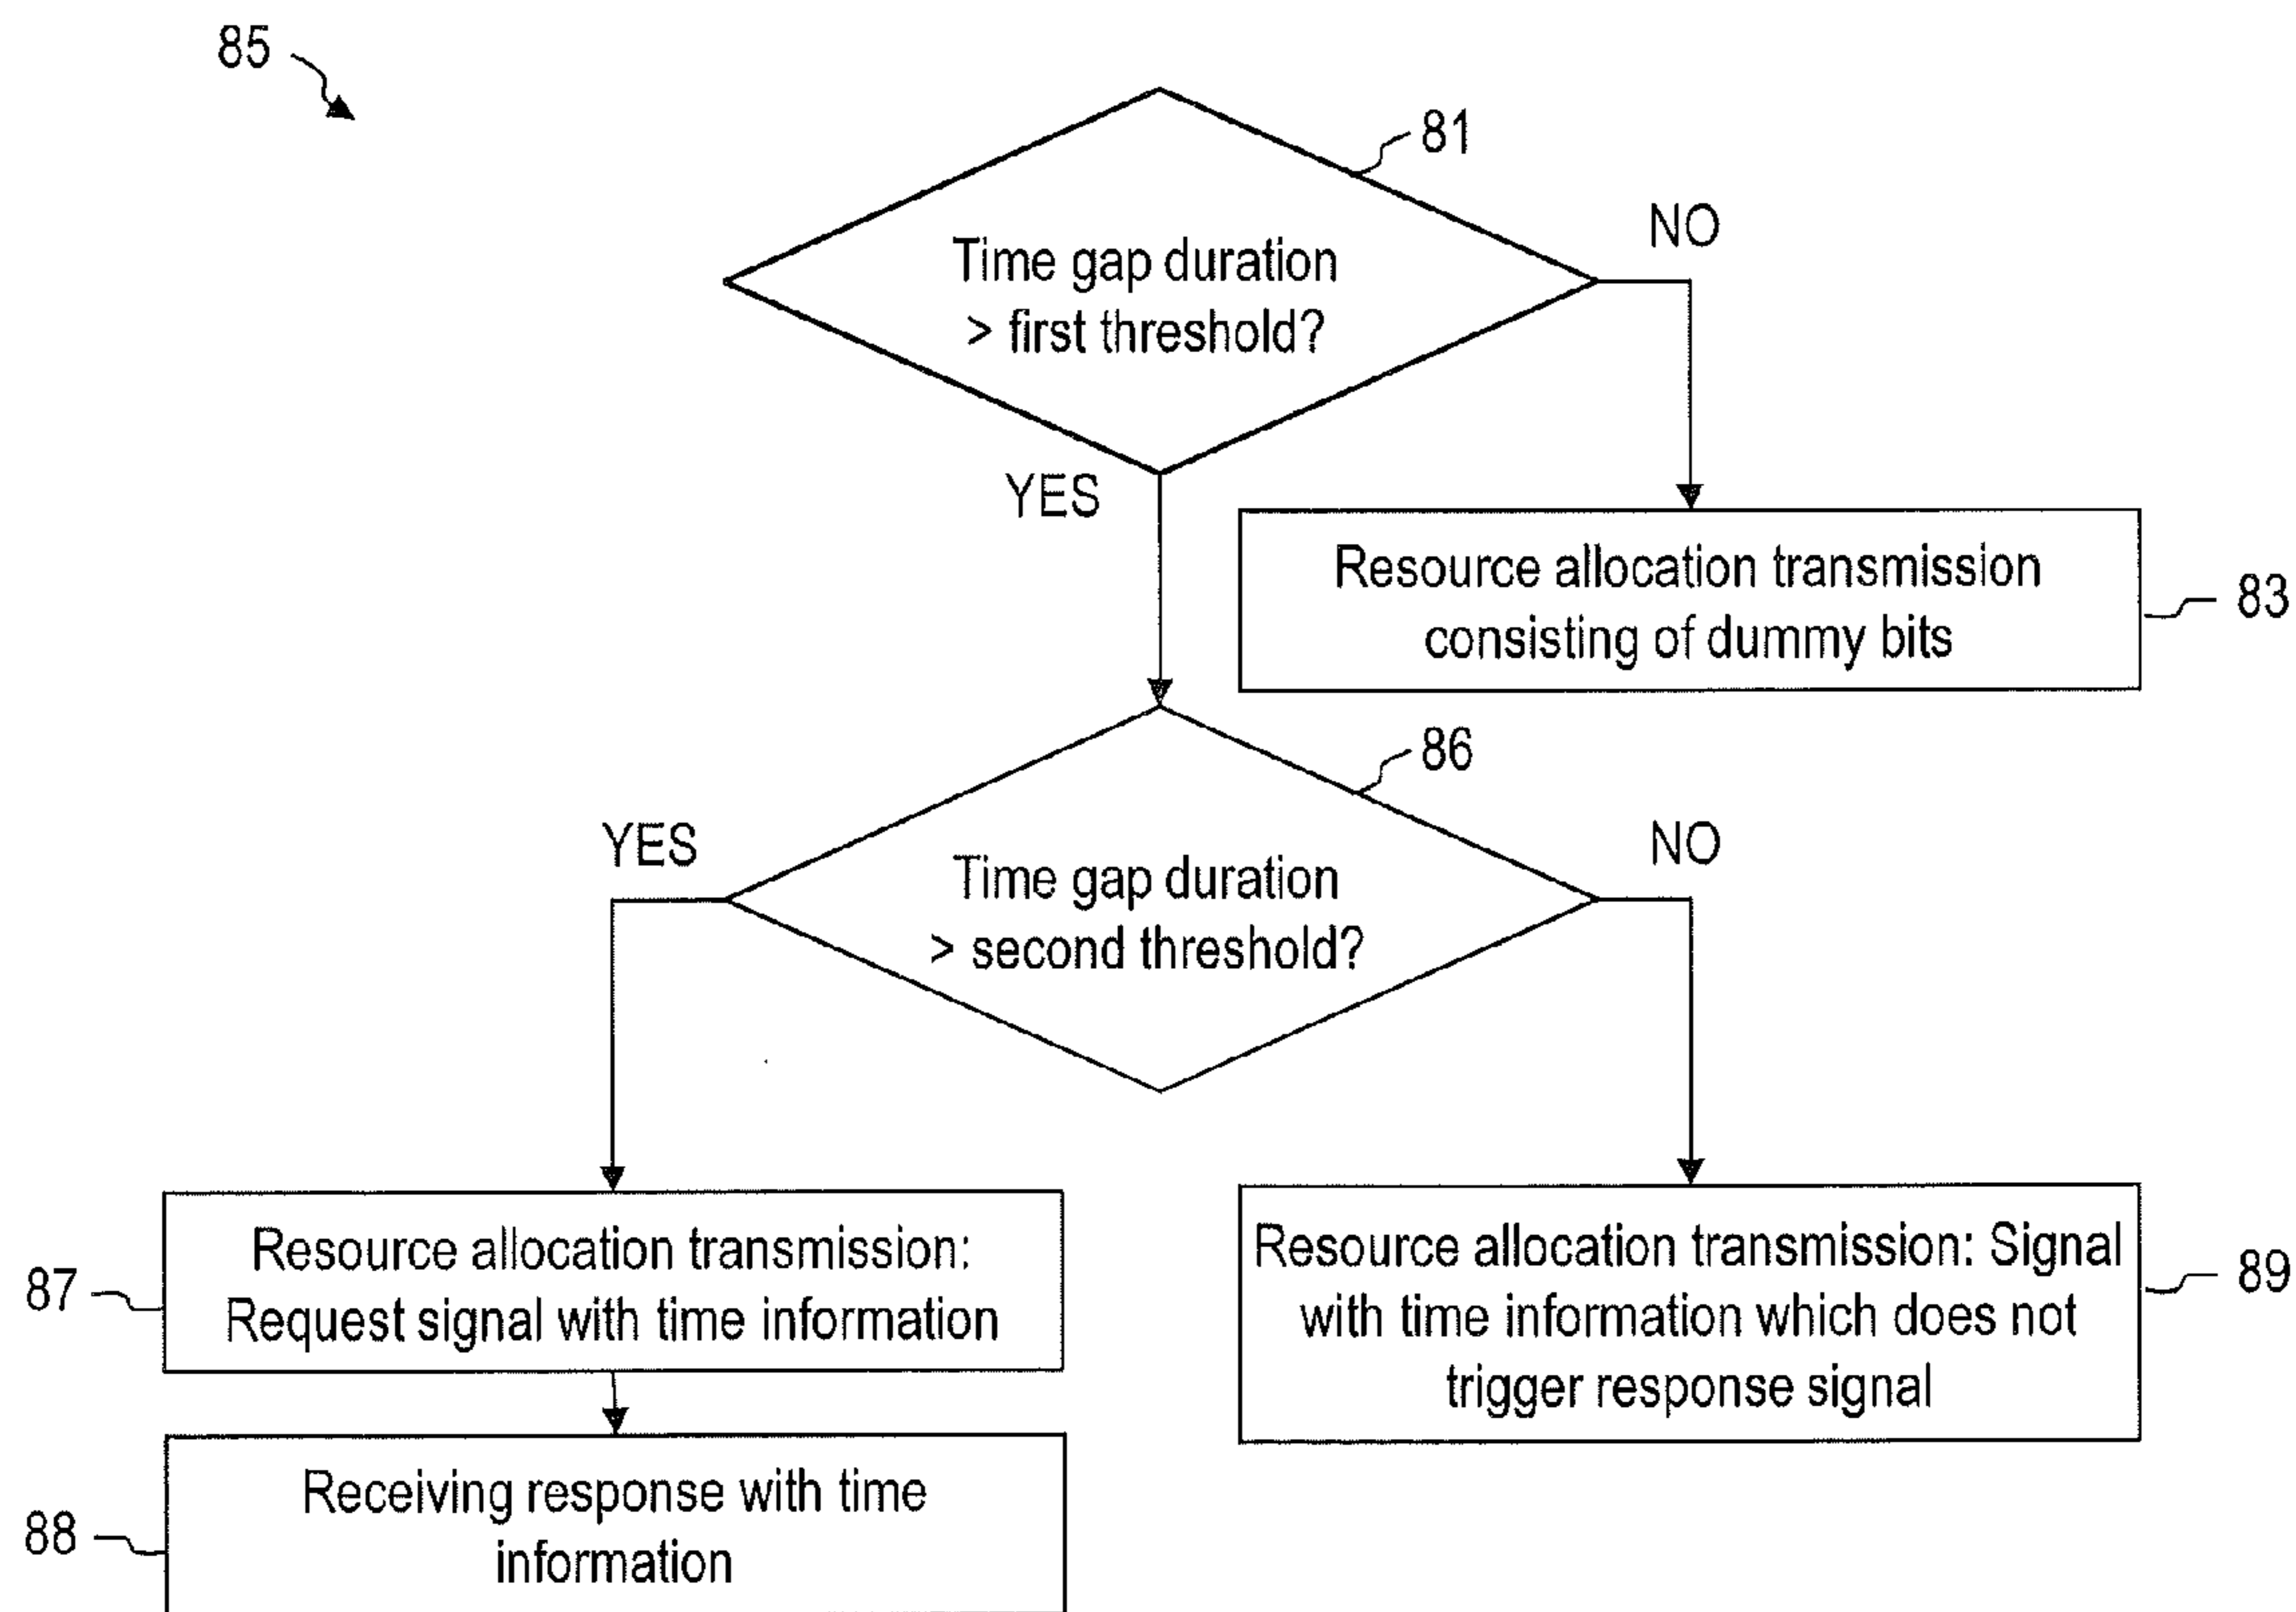 85
81
Time gap duration
> first threshold?
NO
YES
Resource allocation transmission
consisting of dummy bits
83
86
YES
NO
Time gap duration
> second threshold?
Resource allocation transmission:
Request signal with time information
87
Resource allocation transmission: Signal
with time information which does not
trigger response signal
89
Receiving response with time
information
88